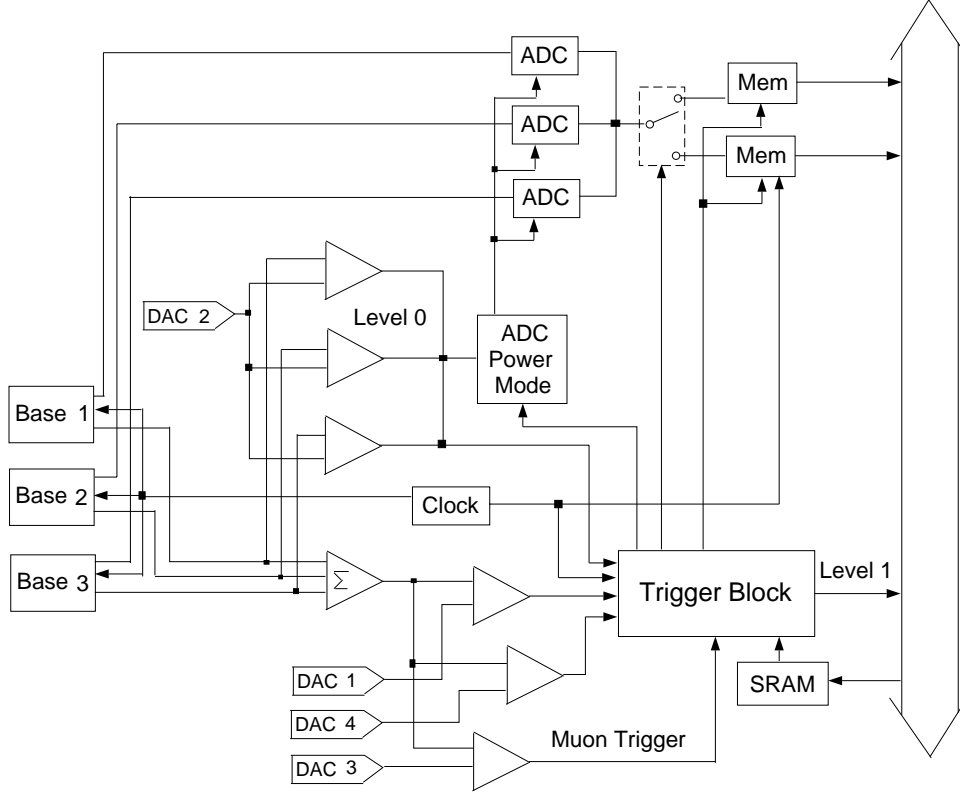 ADC
Mem
ADC
Mem
ADC
DAC 2
Level 0
ADC
Power
Mode
Base 1
Base 2
Clock
Base 3
Σ
Trigger Block
Level 1
DAC 1
SRAM
DAC 4
Muon Trigger
DAC 3